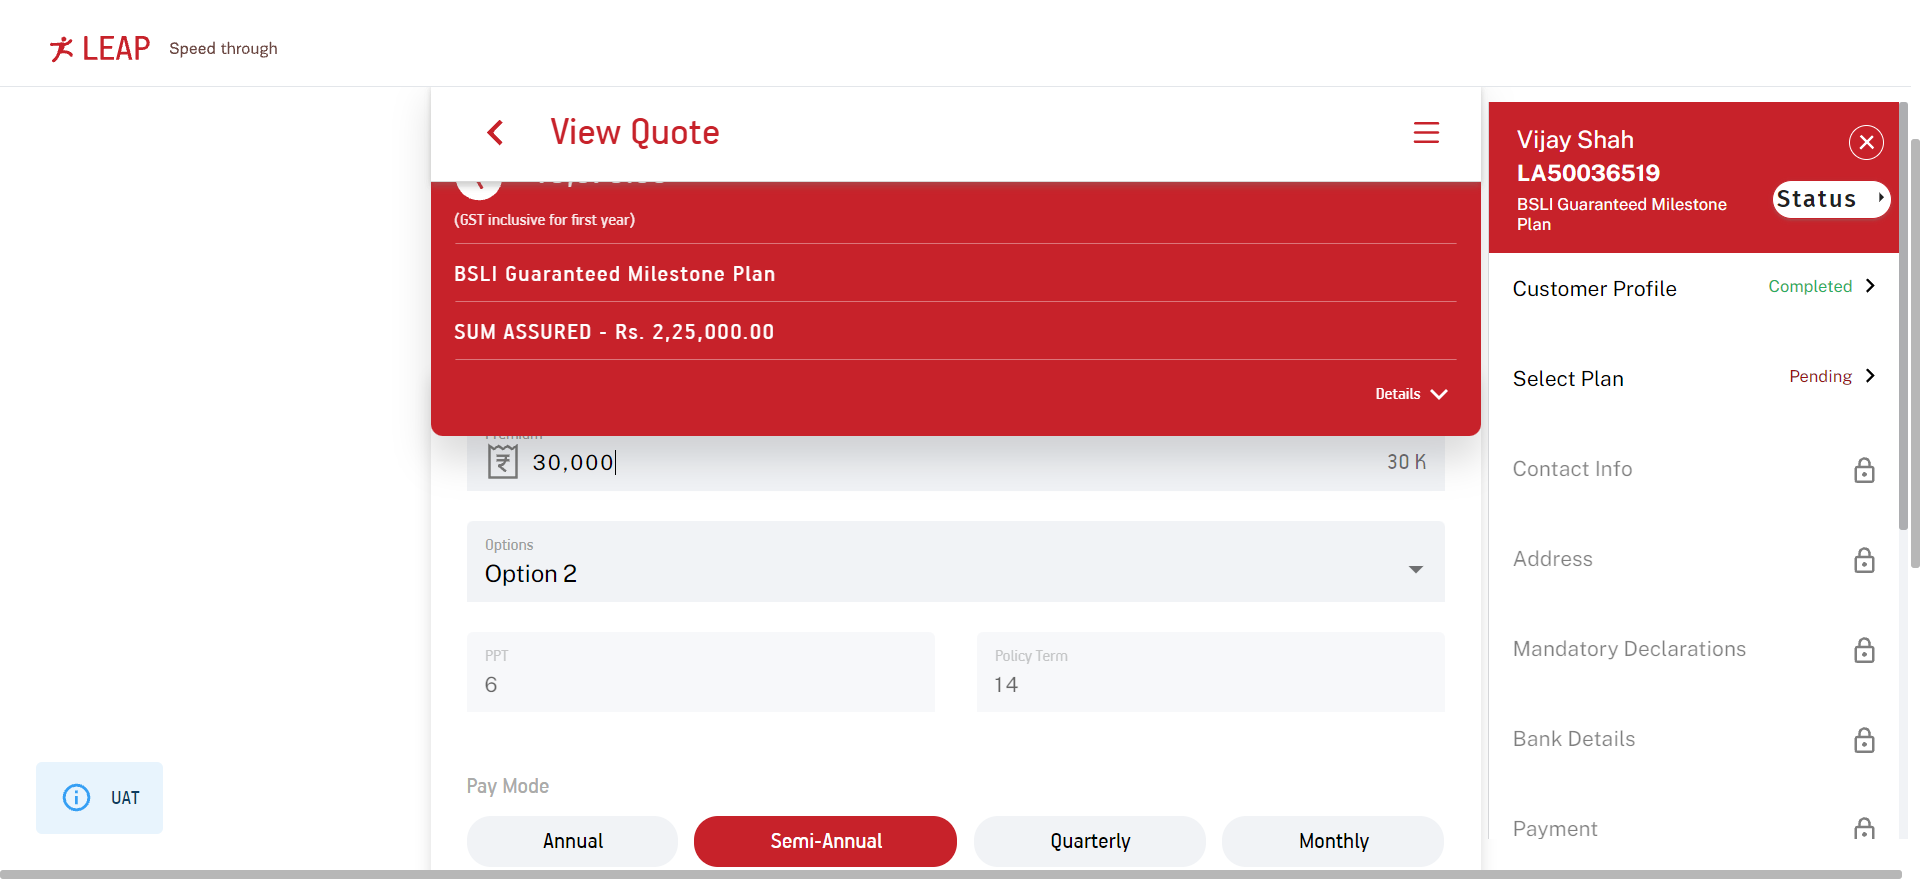 LEAP Speed through
View Quote
(GST inclusive for first year)
BSLI Guaranteed Milestone Plan
SUM ASSURED - Rs. 2,25,000.00
Details
Premium
30,000
30 K
Options
Option 2
PPT
6
Policy Term
14
Pay Mode
Annual
Semi-Annual
Quarterly
Monthly
UAT
Vijay Shah
LA50036519
BSLI Guaranteed Milestone
Plan
Status
Customer Profile
Completed
Select Plan
Pending
Contact Info
Address
Mandatory Declarations
Bank Details
Payment